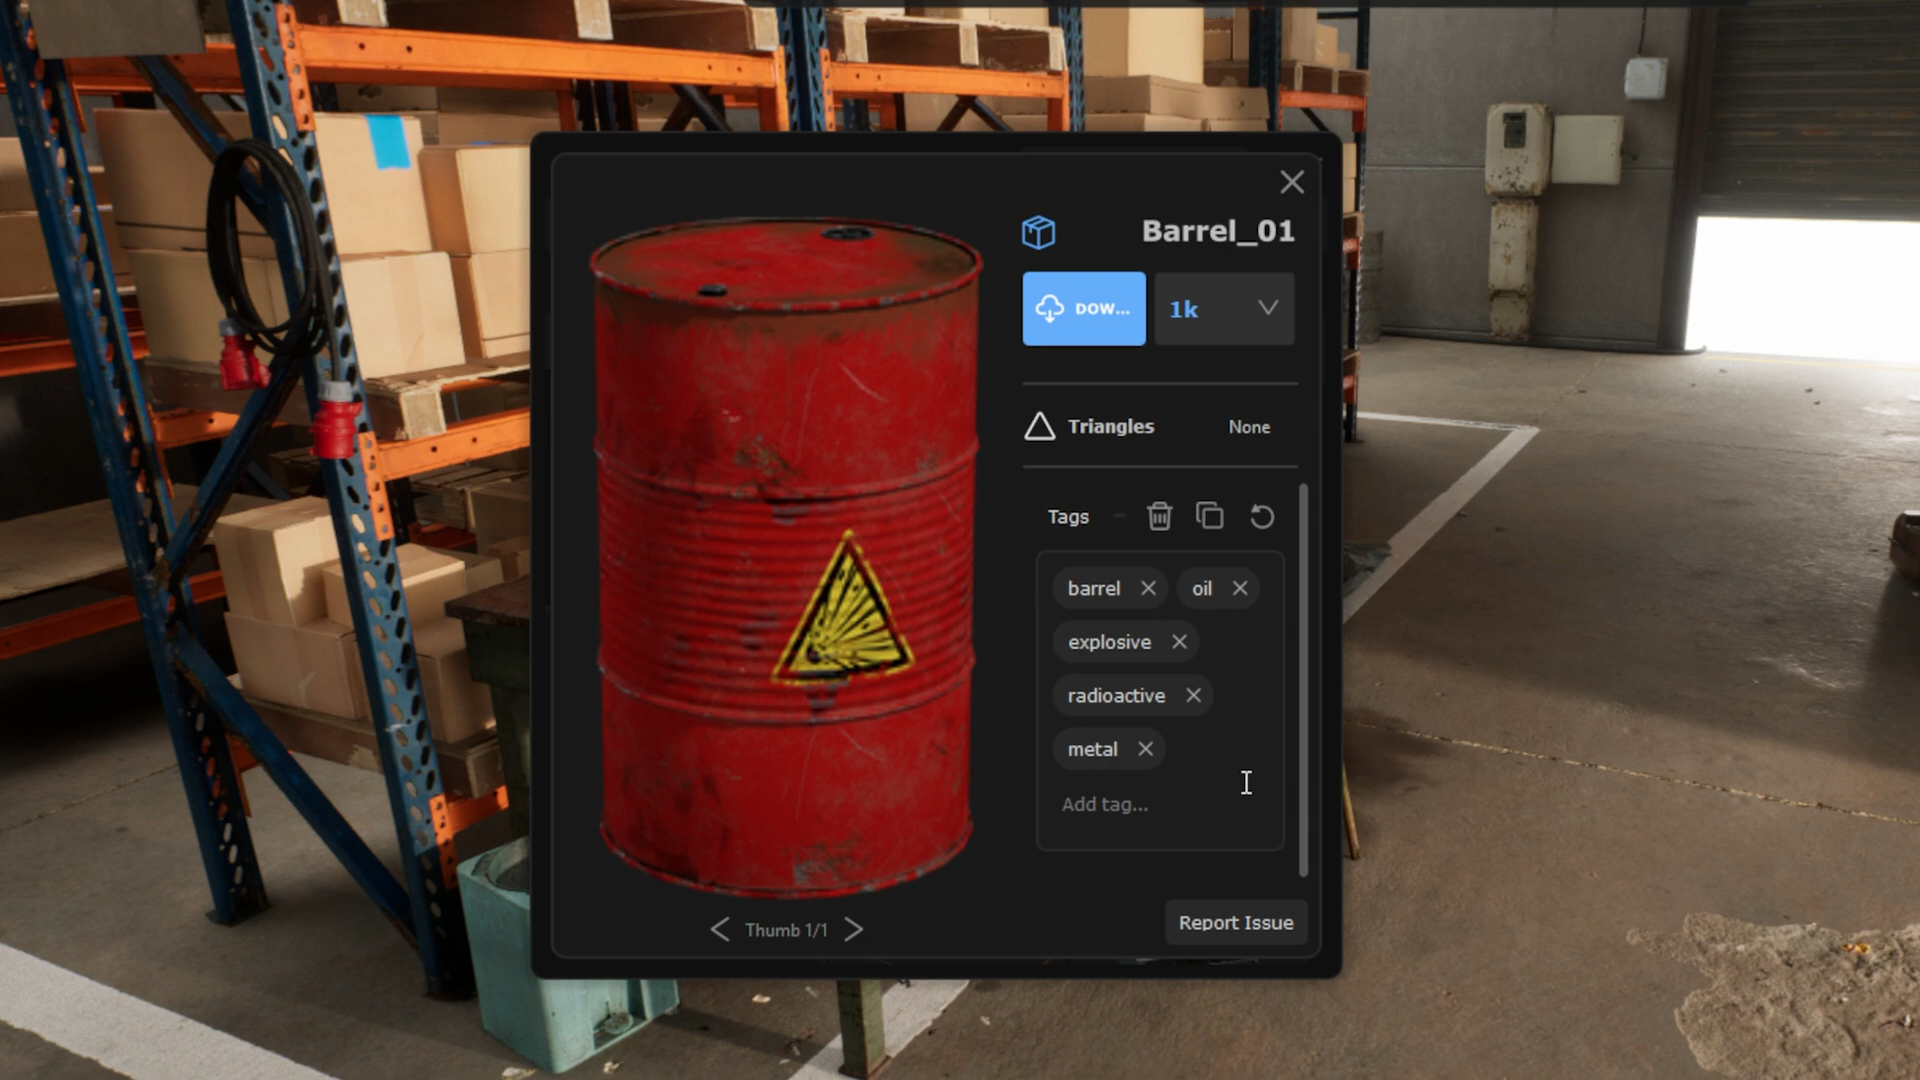 Barrel_01
DOW...
1k
Triangles
None
Tags
barrel
oil
explosive
radioactive
metal
Add tag...
Thumb 1/1
Report Issue